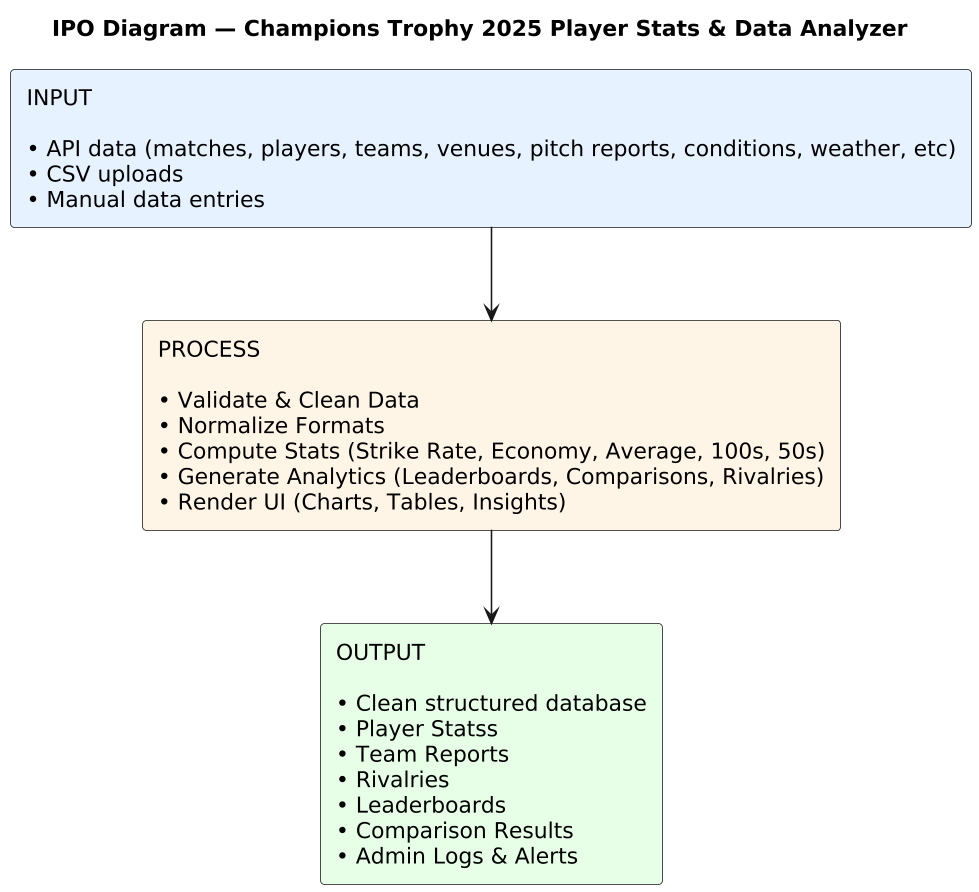 IPO Diagram — Champions Trophy 2025 Player Stats & Data Analyzer
INPUT
• API data (matches, players, teams, venues, pitch reports, conditions, weather, etc)
• CSV uploads
• Manual data entries
PROCESS
• Validate & Clean Data
• Normalize Formats
• Compute Stats (Strike Rate, Economy, Average, 100s, 50s)
• Generate Analytics (Leaderboards, Comparisons, Rivalries)
• Render UI (Charts, Tables, Insights)
OUTPUT
• Clean structured database
• Player Statss
• Team Reports
• Rivalries
• Leaderboards
• Comparison Results
• Admin Logs & Alerts